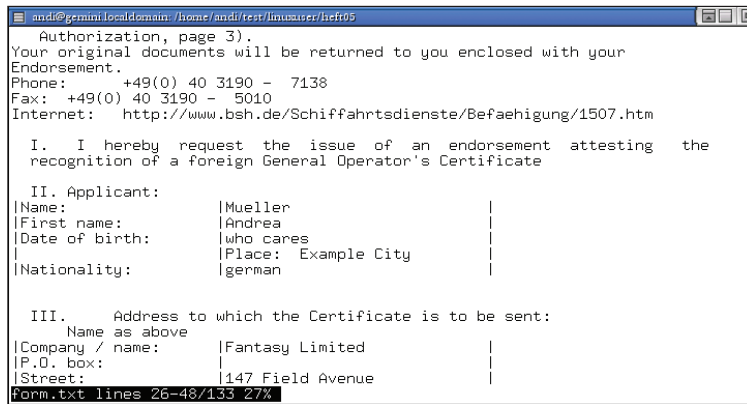 andi@gemini.localdomain: /home/andi/test/linuxuser/heft05
Authorization, page 3).
Your original documents will be returned to you enclosed with your
Endorsement.
Phone: +49(0) 40 3190 - 7138
Fax: +49(0) 40 3190 - 5010
Internet: http://www.bsh.de/Schiffahrtsdienste/Befaehigung/1507.htm
I. I hereby request the issue of an endorsement attesting the
recognition of a foreign General Operator's Certificate
II. Applicant:
|Name: |Mueller |
|First name: |Andrea |
|Date of birth: |who cares |
| |Place: Example City |
|Nationality: |german |
III. Address to which the Certificate is to be sent:
Name as above
|Company / name: |Fantasy Limited |
|P.O. box: | |
|Street: |147 Field Avenue |
form.txt lines 26-48/133 27%